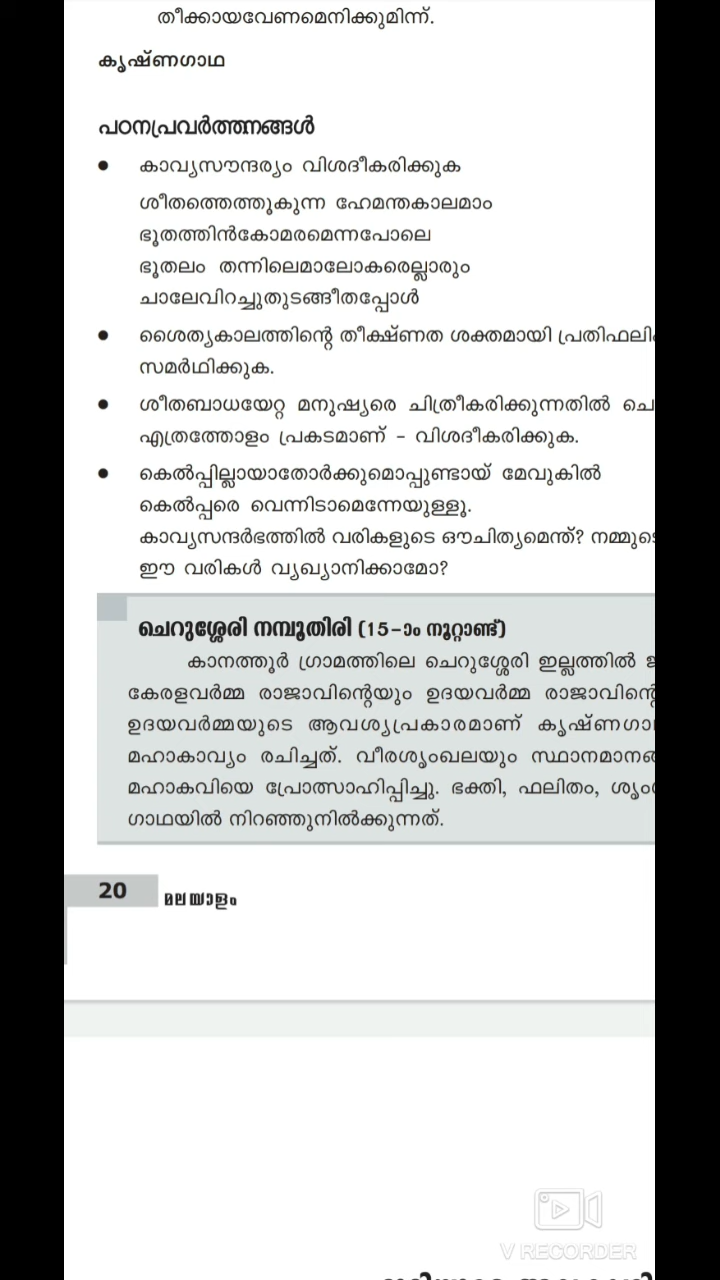 തീക്കായവേണമെനിക്കുമിന്ന്.
കൃഷ്ണഗാഥ
പഠനപ്രവർത്തനങ്ങൾ
● കാവ്യസൗന്ദര്യം വിശദീകരിക്കുക
ശീതത്തെത്തൂകുന്ന ഹേമന്തകാലമാം
ഭൂതത്തിൻകോമരമെന്നപോലെ
ഭൂതലം തന്നിലെമാലോകരെല്ലാരും
ചാലേവിറച്ചുതുടങ്ങീതപ്പോൾ
● ശൈത്യകാലത്തിന്റെ തീക്ഷ്ണത ശക്തമായി
സമർഥിക്കുക.
● ശീതബാധയേറ്റ മനുഷ്യരെ ചിത്രീകരിക്കുന്നതിൽ
എത്രത്തോളം പ്രകടമാണ് – വിശദീകരിക്കുക.
● കെൽപ്പില്ലായാതോർക്കുമൊപ്പുണ്ടായ് മേവുകിൽ
കെൽപ്പരെ വെന്നിടാമെന്നേയുള്ളൂ.
കാവ്യസന്ദർഭത്തിൽ വരികളുടെ ഔചിത്യമെന്ത്?
ഈ വരികൾ വ്യഖ്യാനിക്കാമോ?
ചെറുശ്ശേരി നമ്പൂതിരി (15-ാം നൂറ്റാണ്ട്)
കാനത്തൂർ ഗ്രാമത്തിലെ ചെറുശ്ശേരി ഇല്ലത്തിൽ
കേരളവർമ്മ രാജാവിന്റെയും ഉദയവർമ്മ
ഉദയവർമ്മയുടെ ആവശ്യപ്രകാരമാണ്
മഹാകാവ്യം രചിച്ചത്. വീരശൃംഖലയും
മഹാകവിയെ പ്രോത്സാഹിപ്പിച്ചു. ഭക്തി, ഫലിതം,
ഗാഥയിൽ നിറഞ്ഞുനിൽക്കുന്നത്.
20 മലയാളം
V RECORDER